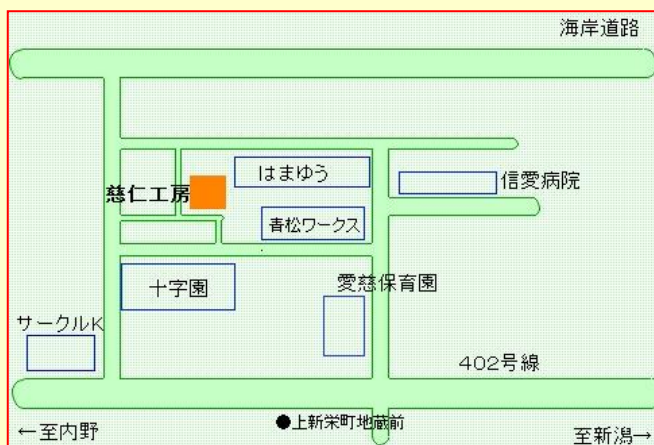 海岸道路
はまゆう
信愛病院
慈仁工房
青松ワークス
十字園
愛慈保育園
サークルK
402号線
●上新栄町地蔵前
←至内野
至新潟→